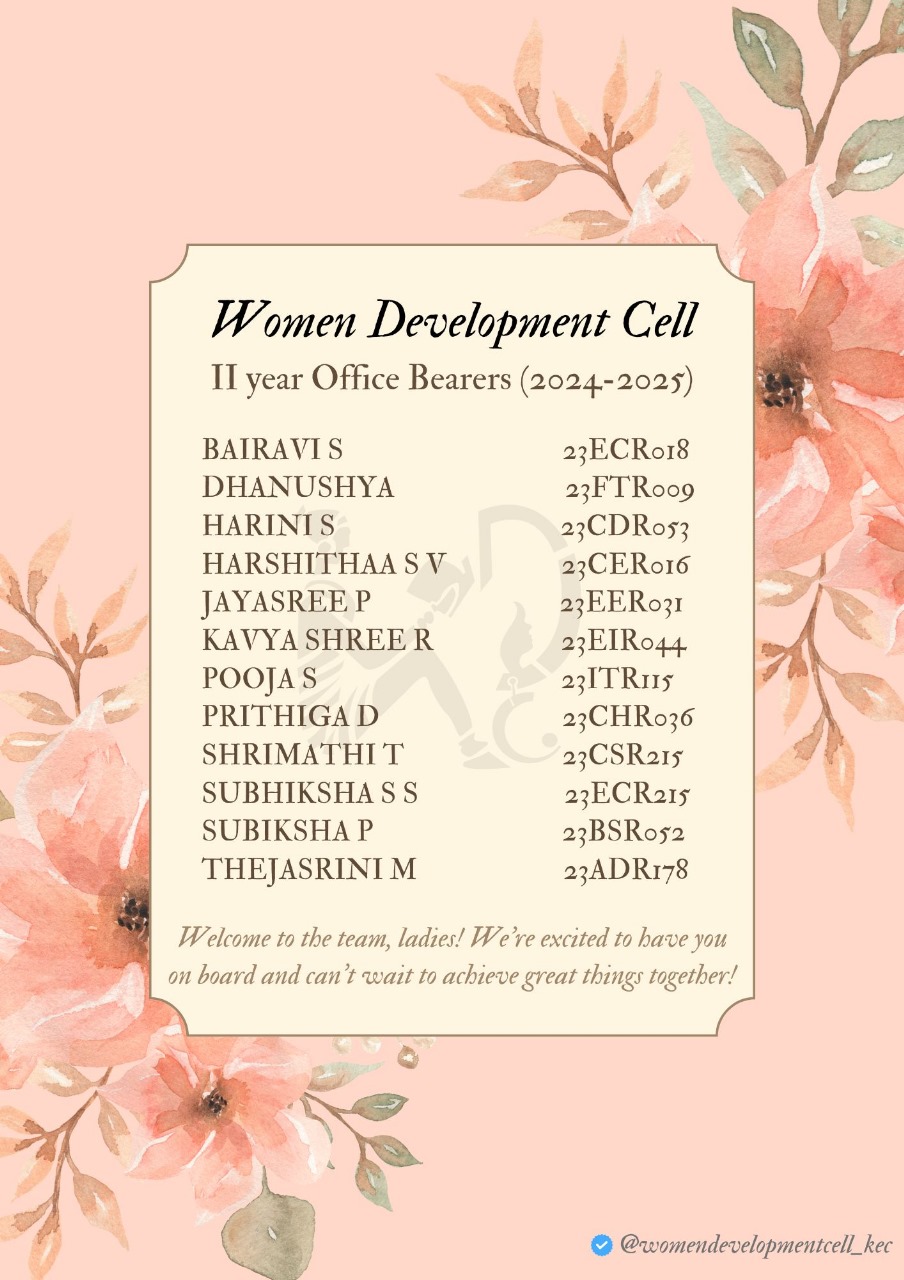 Women Development Cell
II year Office Bearers (2024-2025)
BAIRAVI S 23ECR018
DHANUSHYA 23FTR009
HARINI S 23CDR053
HARSHITHAA S V 23CER016
JAYASREE P 23EER031
KAVYA SHREE R 23EIR044
POOJA S 23ITR115
PRITHIGA D 23CHR036
SHRIMATHI T 23CSR215
SUBHIKSHA S S 23ECR215
SUBIKSHA P 23BSR052
THEJASRINI M 23ADR178
Welcome to the team, ladies! We're excited to have you
on board and can't wait to achieve great things together!
@womendevelopmentcell_kec